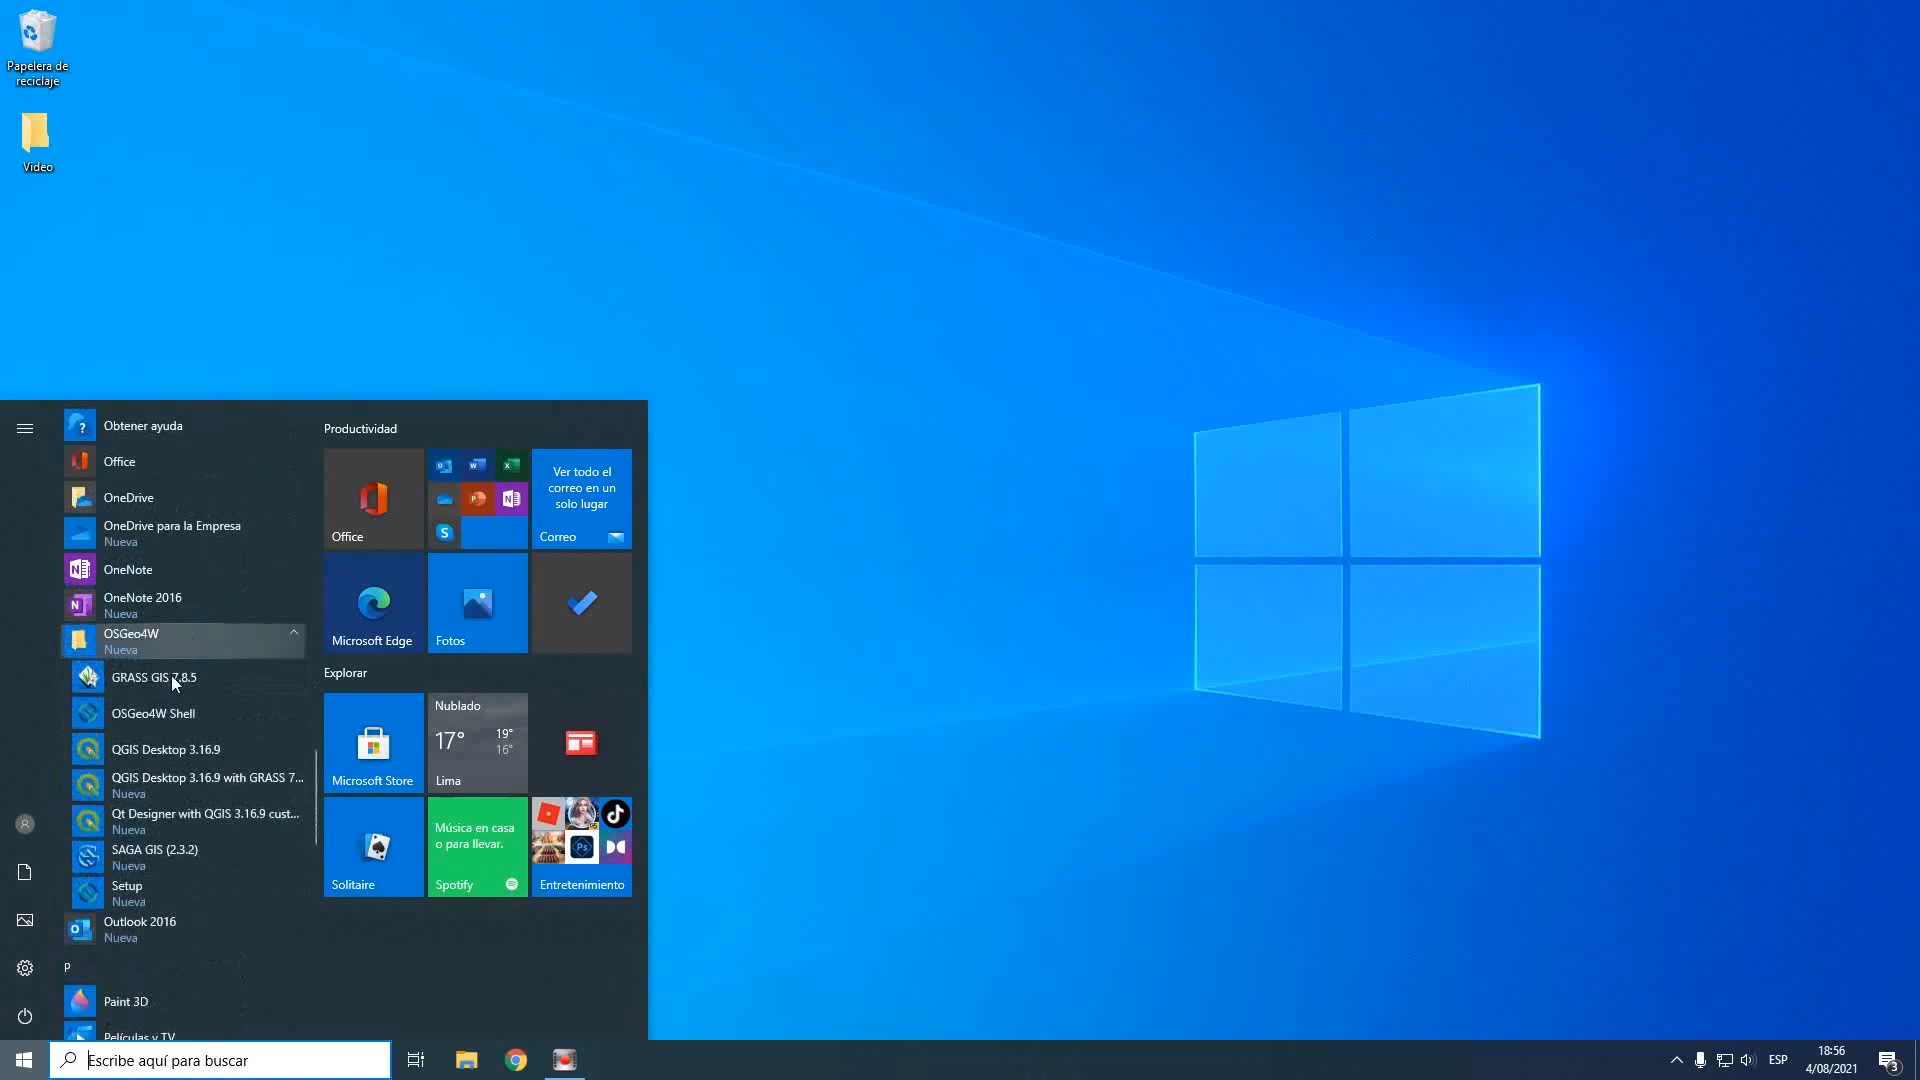 Papelera de
reciclaje
Video
Obtener ayuda
Office
OneDrive
OneDrive para la Empresa
Nueva
OneNote
OneNote 2016
Nueva
OSGeo4W
Nueva
GRASS GIS 7.8.5
OSGeo4W Shell
QGIS Desktop 3.16.9
QGIS Desktop 3.16.9 with GRASS 7...
Nueva
Qt Designer with QGIS 3.16.9 cust...
Nueva
SAGA GIS (2.3.2)
Nueva
Setup
Nueva
Outlook 2016
Nueva
P
Paint 3D
Películas y TV
Productividad
Office
Ver todo el
correo en un
solo lugar
Correo
Microsoft Edge
Fotos
Explorar
Microsoft Store
Nublado
17°
19°
16°
Lima
Solitaire
Música en casa
o para llevar.
Spotify
Ps
Entretenimiento
Escribe aquí para buscar
ESP
18:56
4/08/2021
3